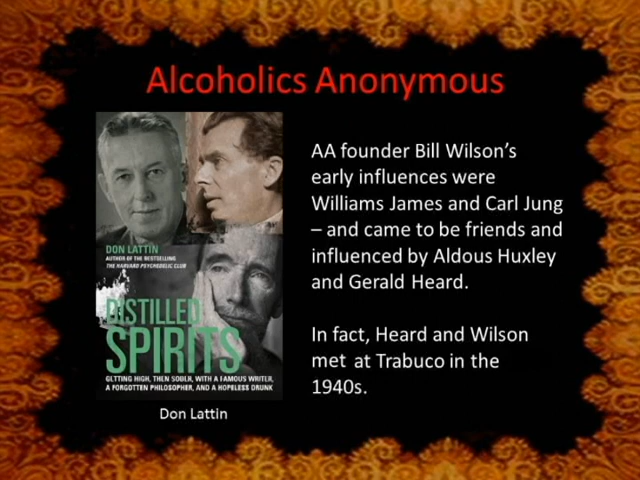 Alcoholics Anonymous
AA founder Bill Wilson's
early influences were
Williams James and Carl Jung
– and came to be friends and
influenced by Aldous Huxley
and Gerald Heard.
In fact, Heard and Wilson
met at Trabuco in the
1940s.
DON LATTIN
AUTHOR OF THE BESTSELLING
THE HARVARD PSYCHEDELIC CLUB
DISTILLED
SPIRITS
GETTING HIGH, THEN SOBER, WITH A FAMOUS WRITER,
A FORGOTTEN PHILOSOPHER, AND A HOPELESS DRUNK
Don Lattin